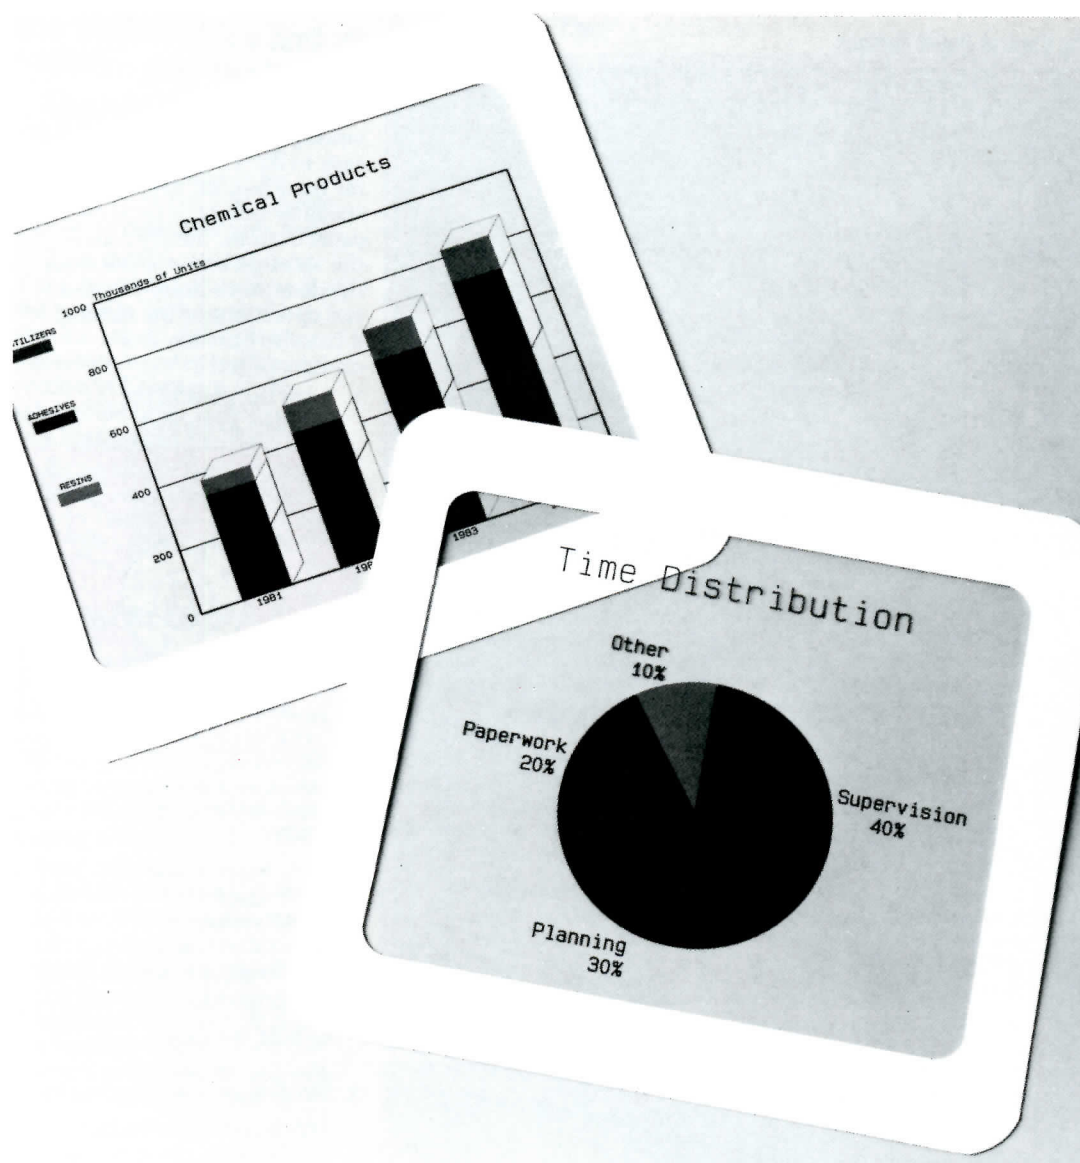 Chemical Products
Thousands of Units
1000
800
600
400
200
0
TILIZERS
ADHESIVES
RESINS
1981
1983
Time Distribution
Other
10%
Paperwork
20%
Supervision
40%
Planning
30%